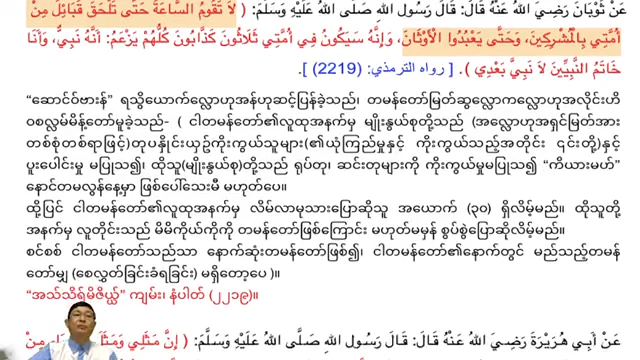 عَنْ ثَوْبَانَ رَضِيَ اللهُ عَنْهُ قَالَ: قَالَ رَسُولُ اللهِ صَلَّى اللهُ عَلَيْهِ وَسَلَّمَ: ( لَا تَقُومُ السَّاعَةُ حَتَّى تَلْحَقَ قَبَائِلُ مِنْ
أُمَّتِي بِالْمُشْرِكِينَ، وَحَتَّى يَعْبُدُوا الْأَوْثَانَ، وَإِنَّهُ سَيَكُونُ فِي أُمَّتِي ثَلَاثُونَ كَذَّابُونَ كُلُّهُمْ يَزْعُمُ: أَنَّهُ نَبِيٌّ، وَأَنَا
خَاتَمُ النَّبِيِّينَ لَا نَبِيَّ بَعْدِي ). [ رواه الترمذي: (2219) ].
“ဆောင်ဝ်ဗာန်” ရသွိယောက်လ္လောဟုအန်ဟုဆင့်ပြန်ခဲ့သည်, တမန်တော်မြတ်ဆွလ္လောကလ္လောဟုအလိုင်းဟိ
ဝစလ္လမ်မိန့်တော်မူခဲ့သည်- ( ငါတမန်တော်၏လူထုအနက်မှ မျိုးနွယ်စုတို့သည် (အလ္လောဟုအရှင်မြတ်အား
တစ်စုံတစ်ရာဖြင့်)တုပနှိုင်းယှဉ်ကိုးကွယ်သူများ(၏ယုံကြည်မှုနှင့် ကိုးကွယ်သည့်အတိုင်း ၎င်းတို့)နှင့်
ပူးပေါင်းမှု မပြုသ၍, ထိုသူ(မျိုးနွယ်စု)တို့သည် ရုပ်တု, ဆင်းတုများကို ကိုးကွယ်မှုမပြုသ၍ “ကိယာမဟ်”
နောင်တမလွန်နေ့မှာ ဖြစ်ပေါ်သေးမီ မဟုတ်ပေ။
ထို့ပြင် ငါတမန်တော်၏လူထုအနက်မှ လိမ်လာမုသားပြောဆိုသူ အယောက် (၃၀) ရှိလိမ့်မည်။ ထိုသူတို့
အနက်မှ လူတိုင်းသည် မိမိကိုယ်ကိုကို တမန်တော်ဖြစ်ကြောင်း မဟုတ်မမှန် စွပ်စွဲပြောဆိုလိမ့်မည်။
စင်စစ် ငါတမန်တော်သည်သာ နောက်ဆုံးတမန်တော်ဖြစ်၍, ငါတမန်တော်၏နောက်တွင် မည်သည့်တမန်
တော်မျှ (စေလွှတ်ခြင်းခံရခြင်း) မရှိတော့ပေ )။
“အသ်သိရ်မိဇိယ္ယ်” ကျမ်း, နံပါတ် (၂၂၁၉)။
عَنْ أَبِي هُرَيْرَةَ رَضِيَ اللهُ عَنْهُ قَالَ: قَالَ رَسُولُ اللهِ صَلَّى اللهُ عَلَيْهِ وَسَلَّمَ: ( إِنَّ مَثَلِي وَمَثَلَ مِنْ